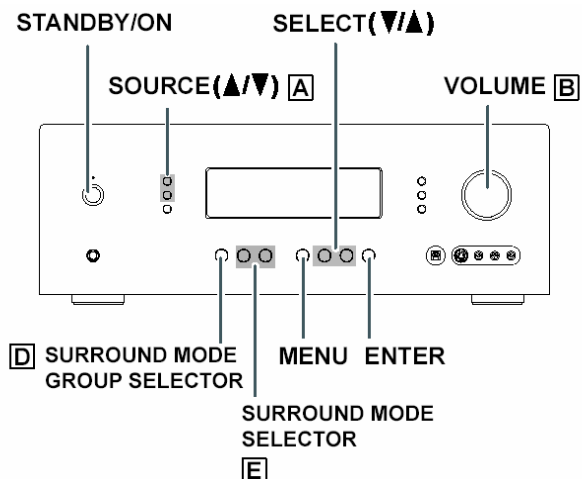 STANDBY/ON
SELECT(▼/▲)
SOURCE(▲/▼) A
VOLUME B
D SURROUND MODE
GROUP SELECTOR
MENU
ENTER
SURROUND MODE
SELECTOR
E